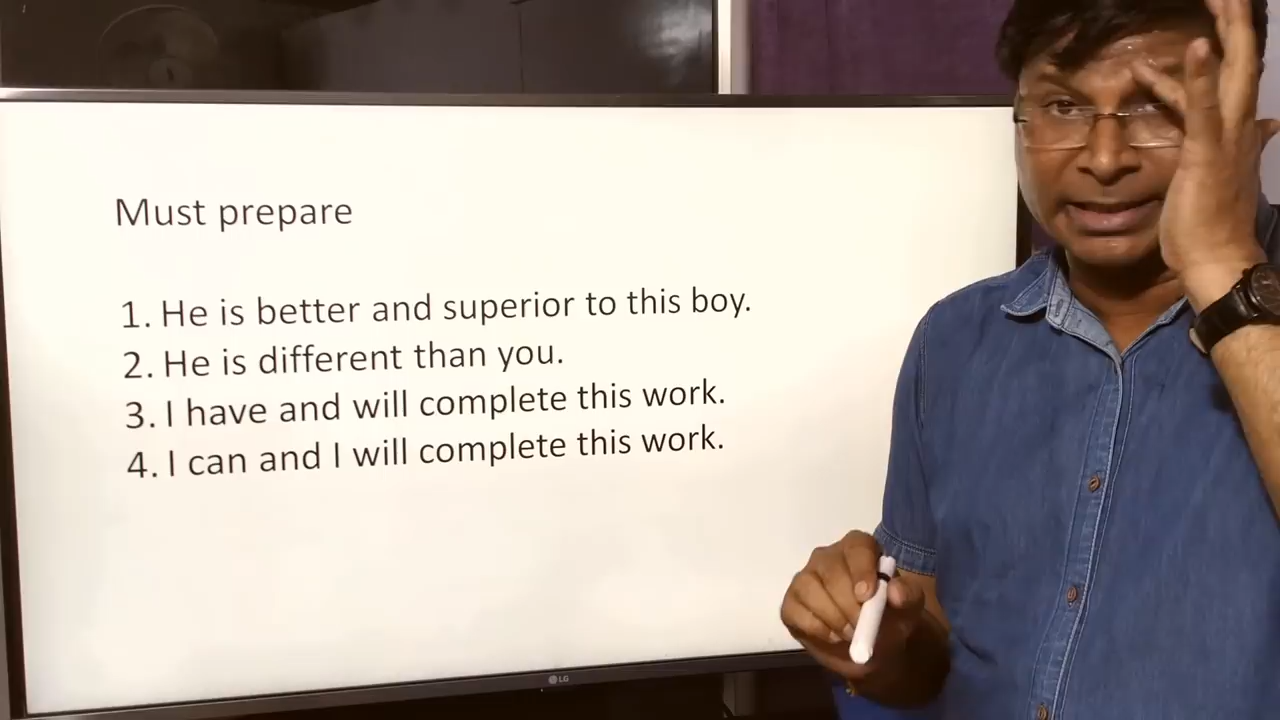 Must prepare
1. He is better and superior to this boy.
2. He is different than you.
3. I have and will complete this work.
4. I can and I will complete this work.
LG